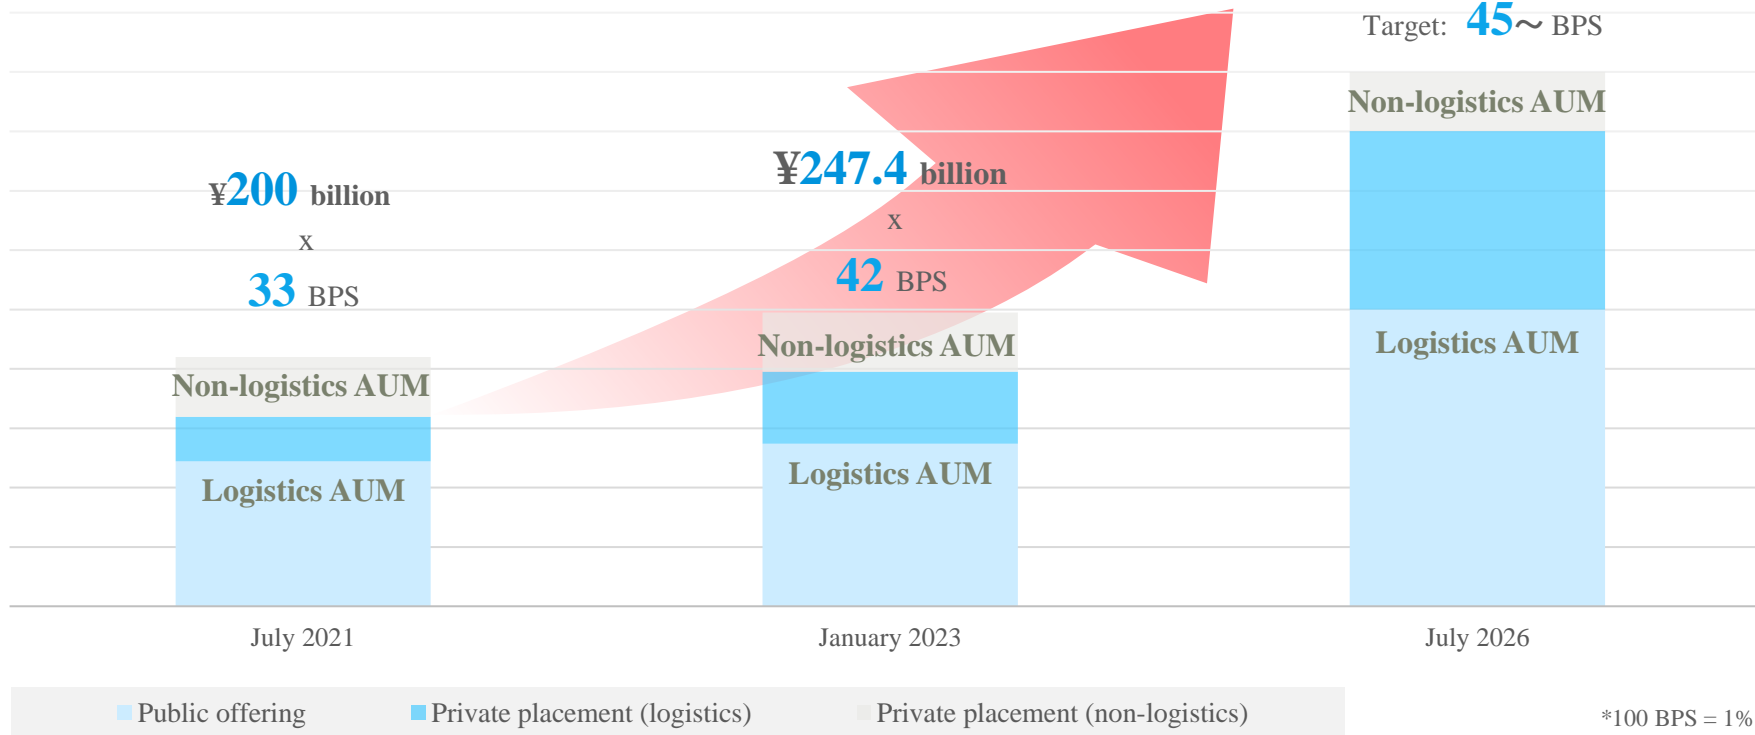 Target: 45～ BPS
Non-logistics AUM
¥247.4 billion
¥200 billion
x
x
42 BPS
33 BPS
Non-logistics AUM
Logistics AUM
Non-logistics AUM
Logistics AUM
Logistics AUM
July 2021
January 2023
July 2026
Public offering
Private placement (logistics)
Private placement (non-logistics)
*100 BPS = 1%